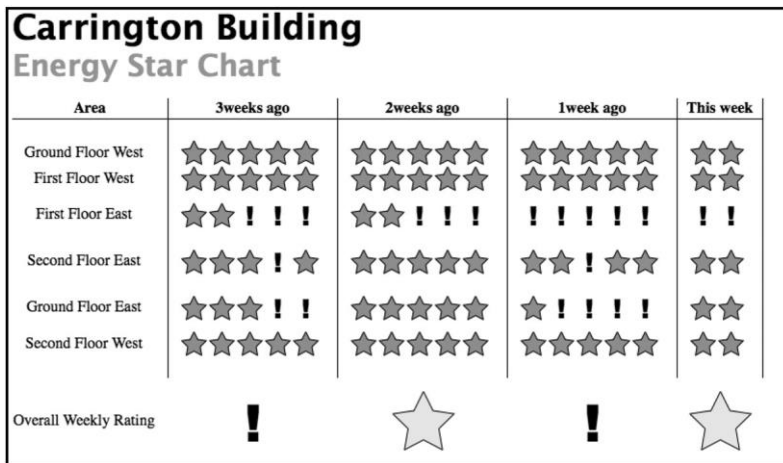 Carrington Building
Energy Star Chart
Area 3weeks ago 2weeks ago 1week ago This week
Ground Floor West
First Floor West
First Floor East ! ! ! ! ! ! ! ! ! ! ! ! !
Second Floor East ! !
Ground Floor East ! ! ! ! ! !
Second Floor West
Overall Weekly Rating ! !